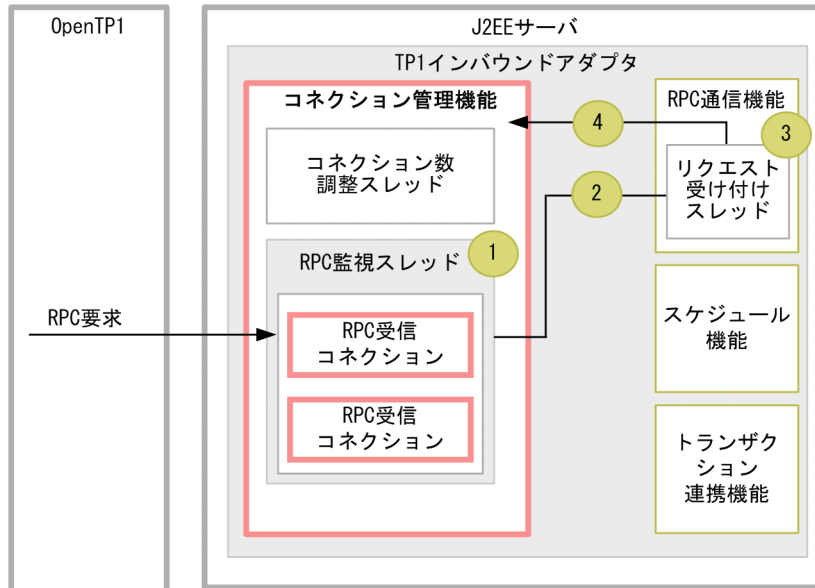 OpenTP1
J2EEサーバ
TP1インバウンドアダプタ
コネクション管理機能
RPC通信機能
4
3
コネクション数
調整スレッド
リクエスト
受け付け
スレッド
2
1
RPC監視スレッド
RPC要求
RPC受信
コネクション
RPC受信
コネクション
スケジュール
機能
トランザク
ション
連携機能